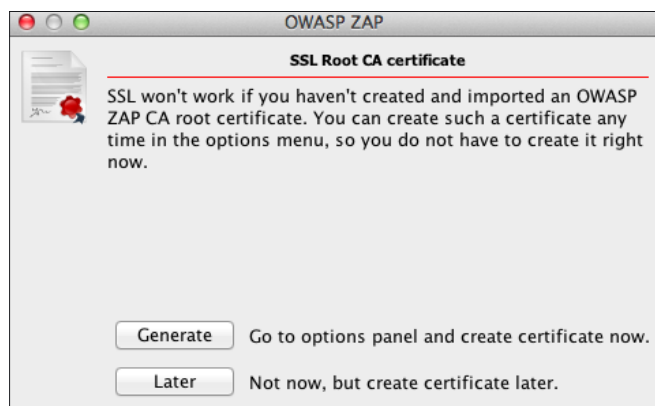 OWASP ZAP
SSL Root CA certificate
SSL won't work if you haven't created and imported an OWASP
ZAP CA root certificate. You can create such a certificate any
time in the options menu, so you do not have to create it right
now.
Generate Go to options panel and create certificate now.
Later Not now, but create certificate later.